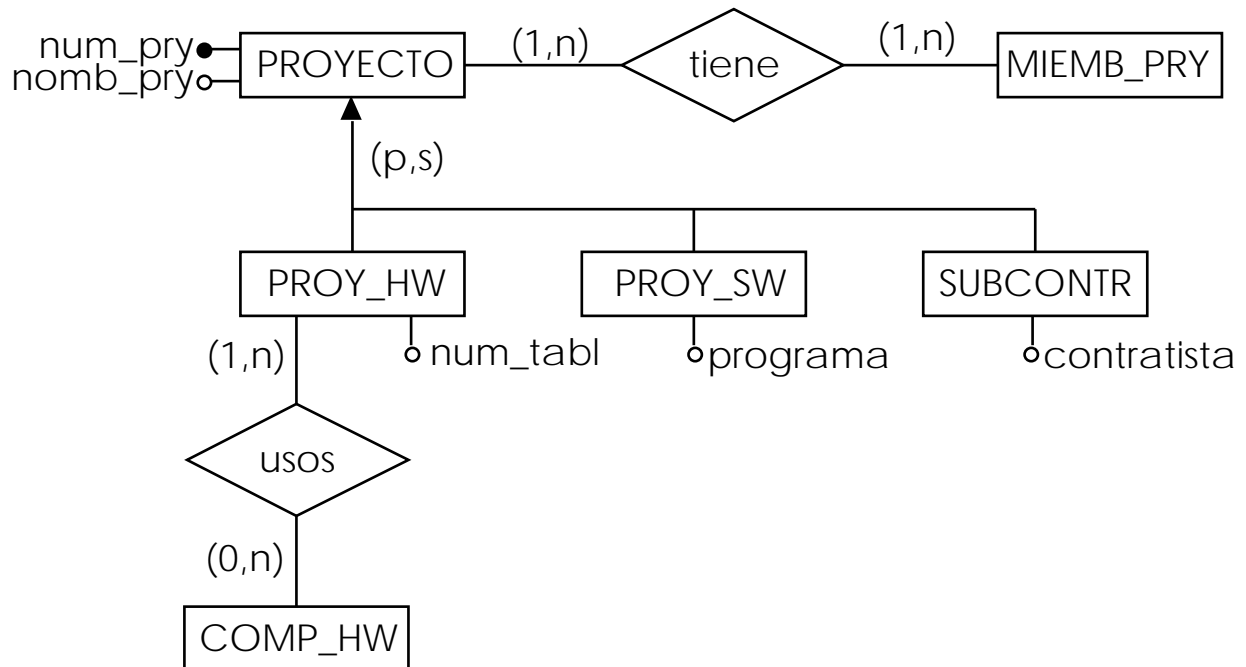 num_pry
nomb_pry
PROYECTO
(1,n)
tiene
(1,n)
MIEMB_PRY
(p,s)
PROY_HW
PROY_SW
SUBCONTR
(1,n)
num_tabl
programa
contratista
usos
(0,n)
COMP_HW